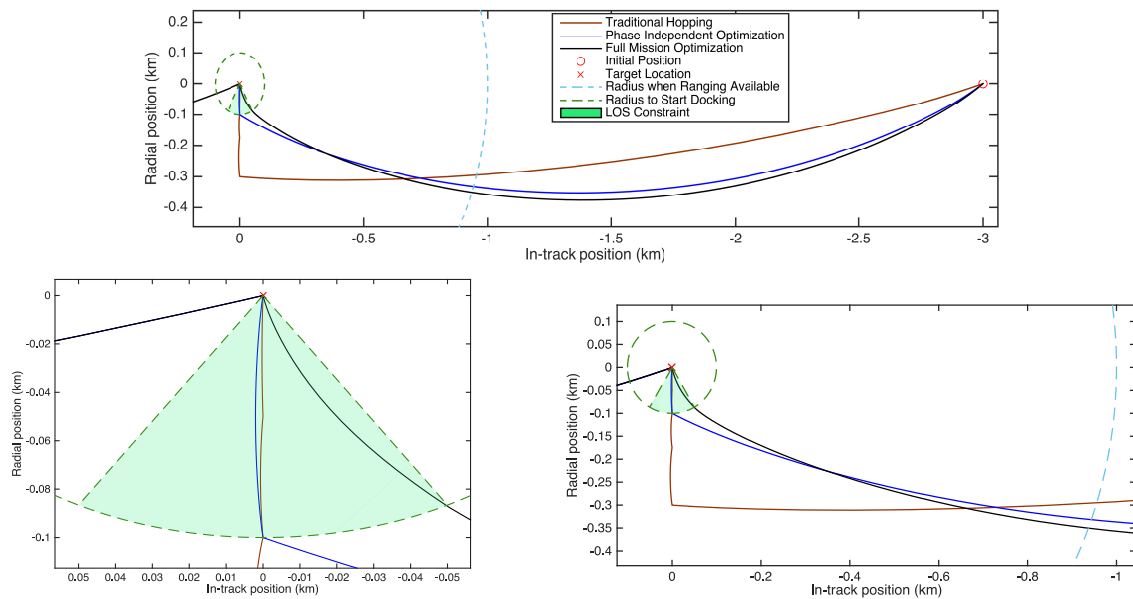 Traditional Hopping
Phase Independent Optimization
Full Mission Optimization
Initial Position
Target Location
Radius when Ranging Available
Radius to Start Docking
LOS Constraint
0.2
0.1
0
-0.1
-0.2
-0.3
-0.4
Radial position (km)
0 -0.5 -1 -1.5 -2 -2.5 -3
In-track position (km)
0
-0.02
-0.04
-0.06
-0.08
-0.1
Radial position (km)
0.05 0.04 0.03 0.02 0.01 0 -0.01 -0.02 -0.03 -0.04 -0.05
In-track position (km)
0.1
0.05
0
-0.05
-0.1
-0.15
-0.2
-0.25
-0.3
-0.35
-0.4
Radial position (km)
0 -0.2 -0.4 -0.6 -0.8 -1
In-track position (km)